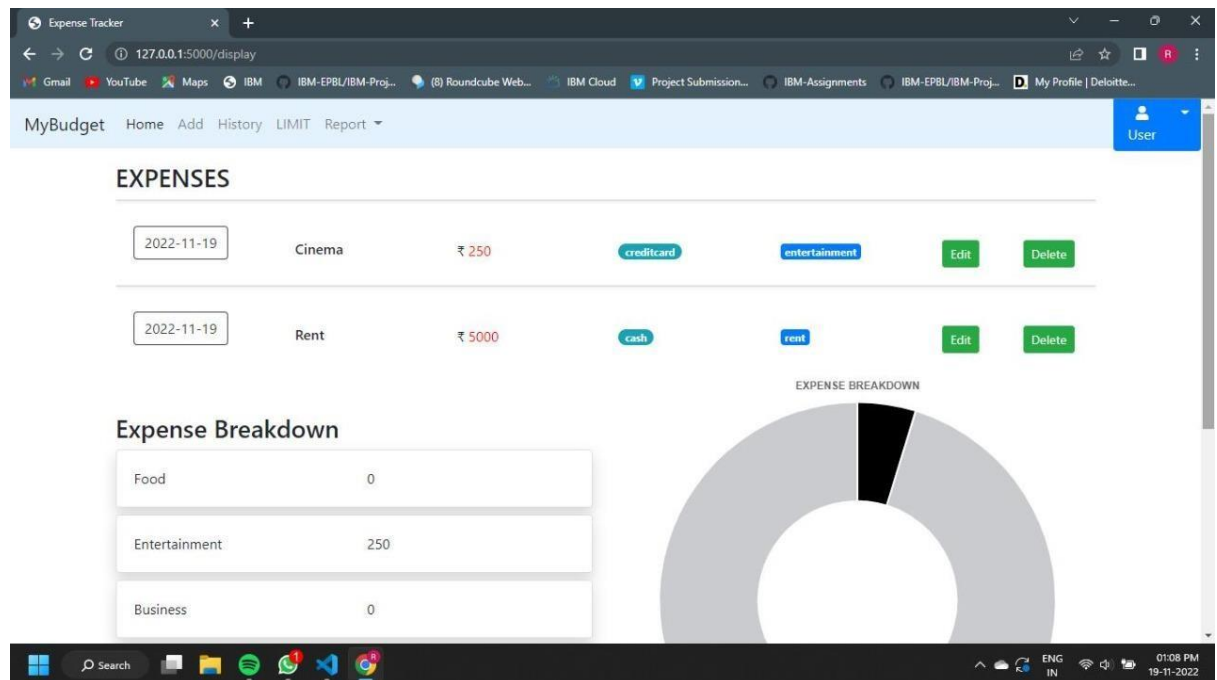 Expense Tracker
127.0.0.1:5000/display
Gmail YouTube Maps IBM IBM-EPBL/IBM-Proj... (8) Roundcube Web... IBM Cloud Project Submission... IBM-Assignments IBM-EPBL/IBM-Proj... My Profile | Deloitte...
MyBudget Home Add History LIMIT Report User
EXPENSES
2022-11-19 Cinema ₹ 250 creditcard entertainment Edit Delete
2022-11-19 Rent ₹ 5000 cash rent Edit Delete
EXPENSE BREAKDOWN
Expense Breakdown
Food 0
Entertainment 250
Business 0
Search 1 R ENG 01:08 PM
IN 19-11-2022